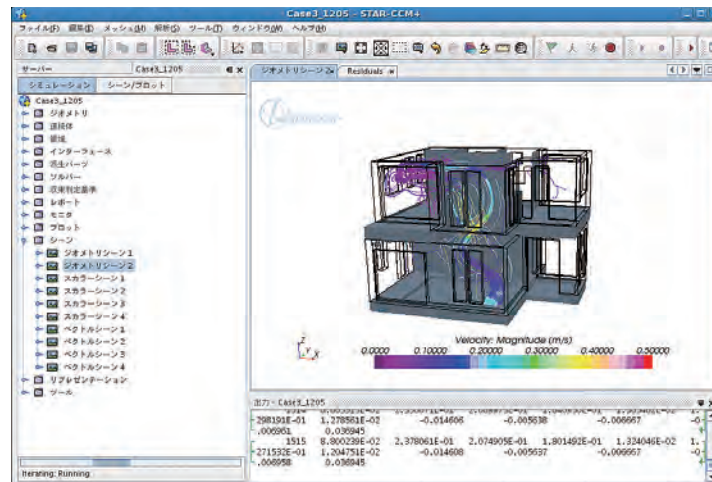 Case3_1205 - STAR-CCM+
ファイル(F) 編集(E) メッシュ(M) 解析(S) ツール(T) ウィンドウ(W) ヘルプ(H)
サーバー Case3_1205
シミュレーション シーン/プロット
ジオメトリシーン 2 Residuals
Case3_1205
ジオメトリ
連続体
領域
インターフェース
派生パーツ
ソルバー
収束判定基準
レポート
モニタ
プロット
シーン
ジオメトリシーン 1
ジオメトリシーン 2
スカラーシーン 1
スカラーシーン 2
スカラーシーン 3
スカラーシーン 4
ベクトルシーン 1
ベクトルシーン 2
ベクトルシーン 3
ベクトルシーン 4
リプレゼンテーション
ツール
Z Y X
Velocity: Magnitude (m/s)
0.0000 0.10000 0.20000 0.30000 0.40000 0.50000
出力 - Case3_1205
298191E-01 1.278561E-02 -0.014606 -0.005637 -0.006667 -0
.006961 0.036945
1515 8.800239E-02 2.378061E-01 2.074905E-01 1.801492E-01 1.324046E-02 1.
271532E-01 1.204751E-02 -0.014608 -0.005637 -0.006667 -0
.006958 0.036945
Iterating: Running